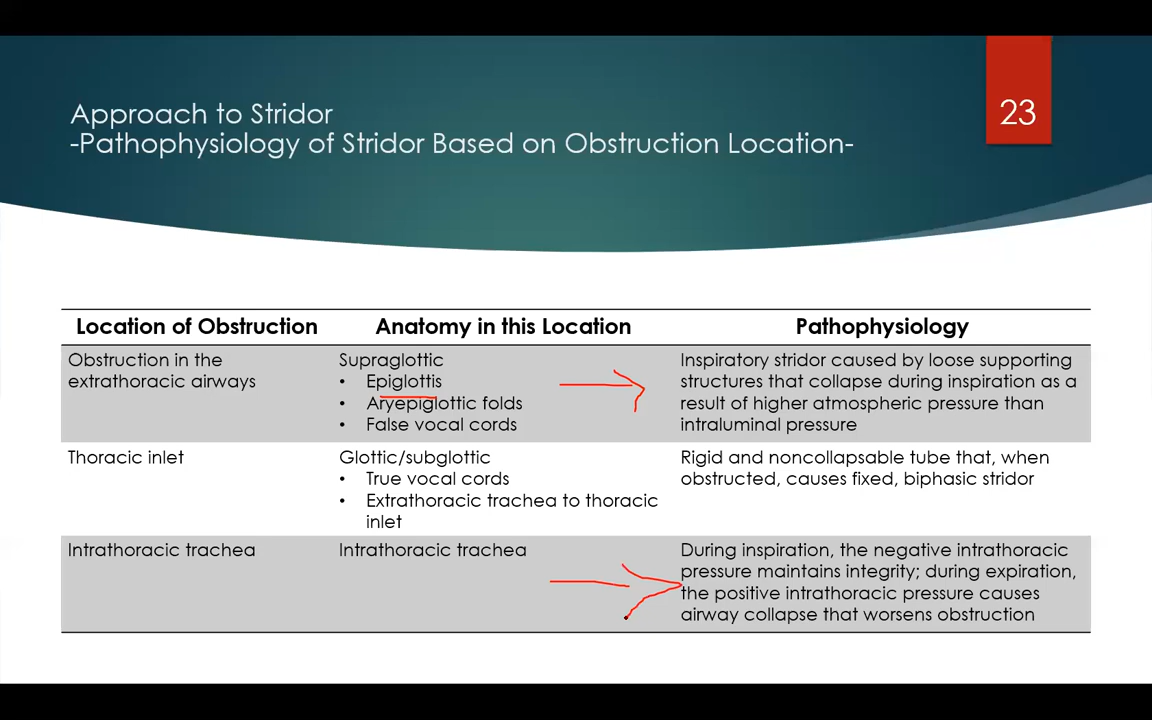 Approach to Stridor
-Pathophysiology of Stridor Based on Obstruction Location-
23
Location of Obstruction
Anatomy in this Location
Pathophysiology
Obstruction in the
extrathoracic airways
Supraglottic
• Epiglottis
• Aryepiglottic folds
• False vocal cords
Inspiratory stridor caused by loose supporting
structures that collapse during inspiration as a
result of higher atmospheric pressure than
intraluminal pressure
Thoracic inlet
Glottic/subglottic
• True vocal cords
• Extrathoracic trachea to thoracic
inlet
Rigid and noncollapsable tube that, when
obstructed, causes fixed, biphasic stridor
Intrathoracic trachea
Intrathoracic trachea
During inspiration, the negative intrathoracic
pressure maintains integrity; during expiration,
the positive intrathoracic pressure causes
airway collapse that worsens obstruction